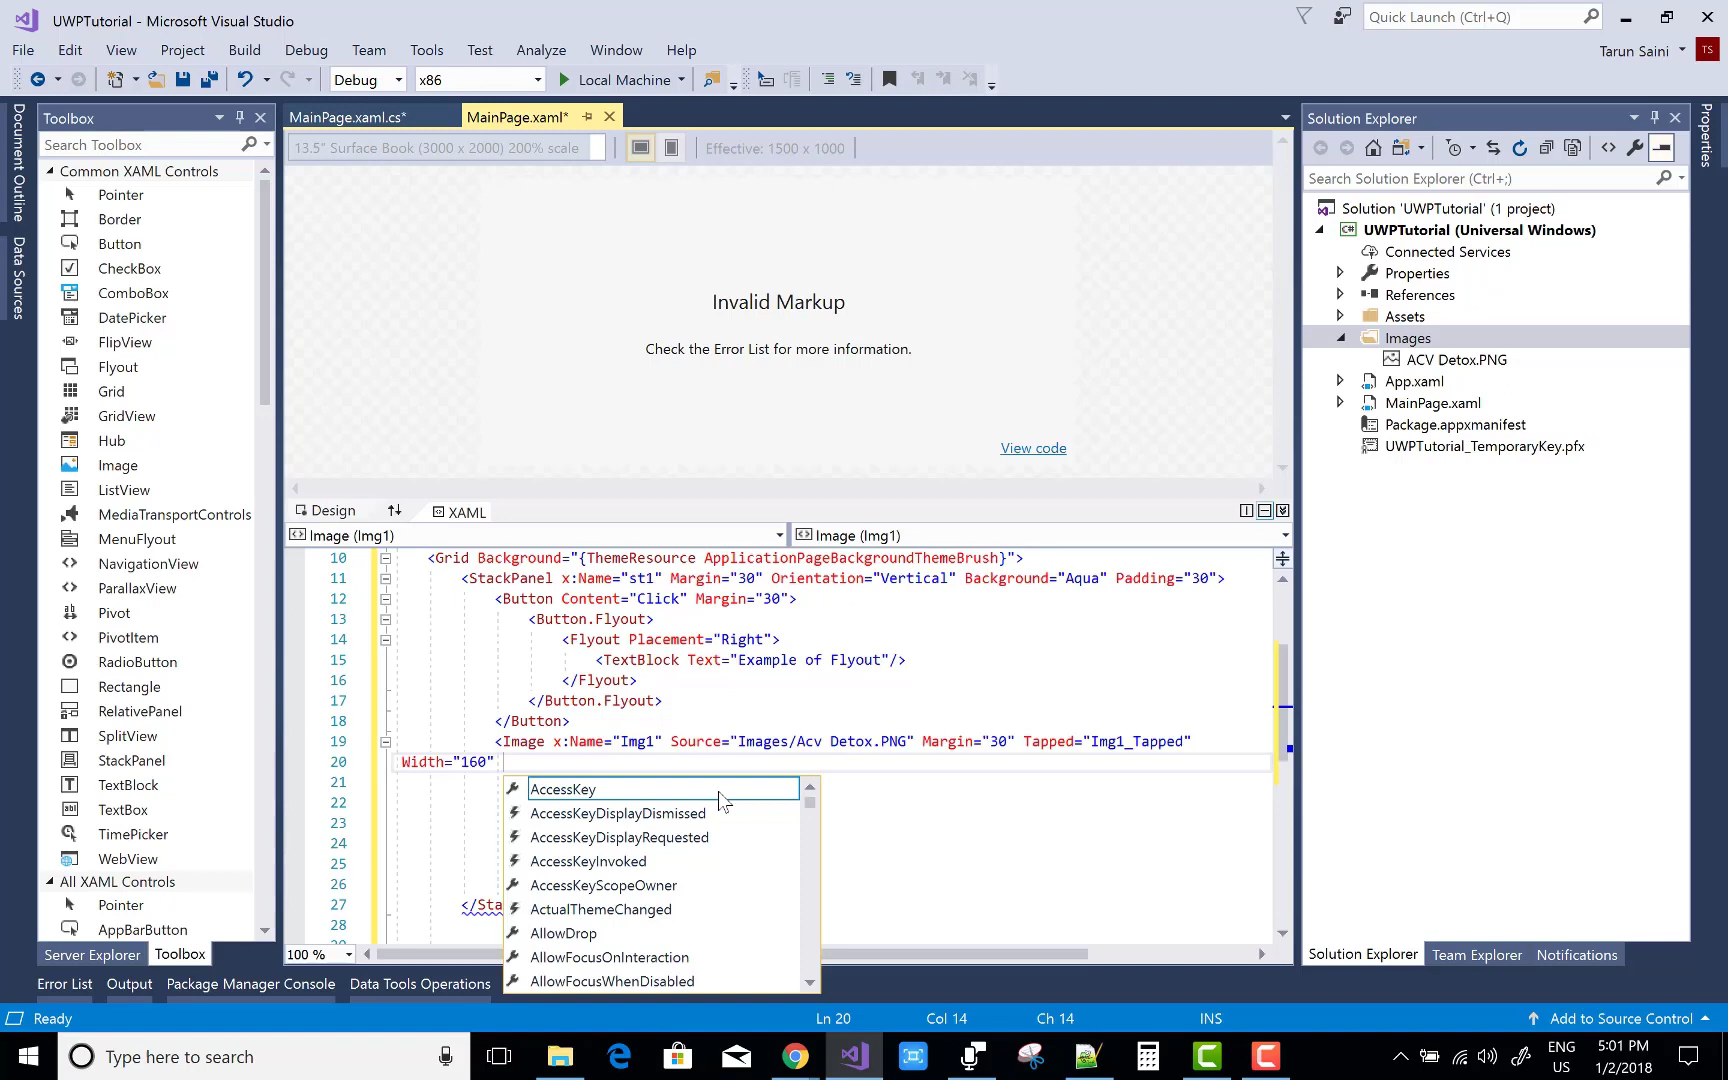 UWPTutorial - Microsoft Visual Studio
Quick Launch (Ctrl+Q)
File Edit View Project Build Debug Team Tools Test Analyze Window Help
Tarun Saini
TS
Debug x86 Local Machine
Document Outline
Data Sources
Toolbox
Search Toolbox
Common XAML Controls
Pointer
Border
Button
CheckBox
ComboBox
DatePicker
FlipView
Flyout
Grid
GridView
Hub
Image
ListView
MediaTransportControls
MenuFlyout
NavigationView
ParallaxView
Pivot
PivotItem
RadioButton
Rectangle
RelativePanel
SplitView
StackPanel
TextBlock
TextBox
TimePicker
WebView
All XAML Controls
Pointer
AppBarButton
Server Explorer Toolbox
MainPage.xaml.cs* MainPage.xaml*
13.5" Surface Book (3000 x 2000) 200% scale
Effective: 1500 x 1000
Invalid Markup
Check the Error List for more information.
View code
Design XAML
Image (Img1) Image (Img1)
10 <Grid Background="{ThemeResource ApplicationPageBackgroundThemeBrush}">
11 <StackPanel x:Name="st1" Margin="30" Orientation="Vertical" Background="Aqua" Padding="30">
12 <Button Content="Click" Margin="30">
13 <Button.Flyout>
14 <Flyout Placement="Right">
15 <TextBlock Text="Example of Flyout"/>
16 </Flyout>
17 </Button.Flyout>
18 </Button>
19 <Image x:Name="Img1" Source="Images/Acv Detox.PNG" Margin="30" Tapped="Img1_Tapped"
20 Width="160"
21
22
23
24
25
26
27 </Sta
28
AccessKey
AccessKeyDisplayDismissed
AccessKeyDisplayRequested
AccessKeyInvoked
AccessKeyScopeOwner
ActualThemeChanged
AllowDrop
AllowFocusOnInteraction
AllowFocusWhenDisabled
100 %
Solution Explorer
Search Solution Explorer (Ctrl+;)
Solution 'UWPTutorial' (1 project)
C# UWPTutorial (Universal Windows)
Connected Services
Properties
References
Assets
Images
ACV Detox.PNG
App.xaml
MainPage.xaml
Package.appxmanifest
UWPTutorial_TemporaryKey.pfx
Solution Explorer Team Explorer Notifications
Properties
Error List Output Package Manager Console Data Tools Operations
Ready Ln 20 Col 14 Ch 14 INS Add to Source Control
Type here to search
ENG
US
5:01 PM
1/2/2018